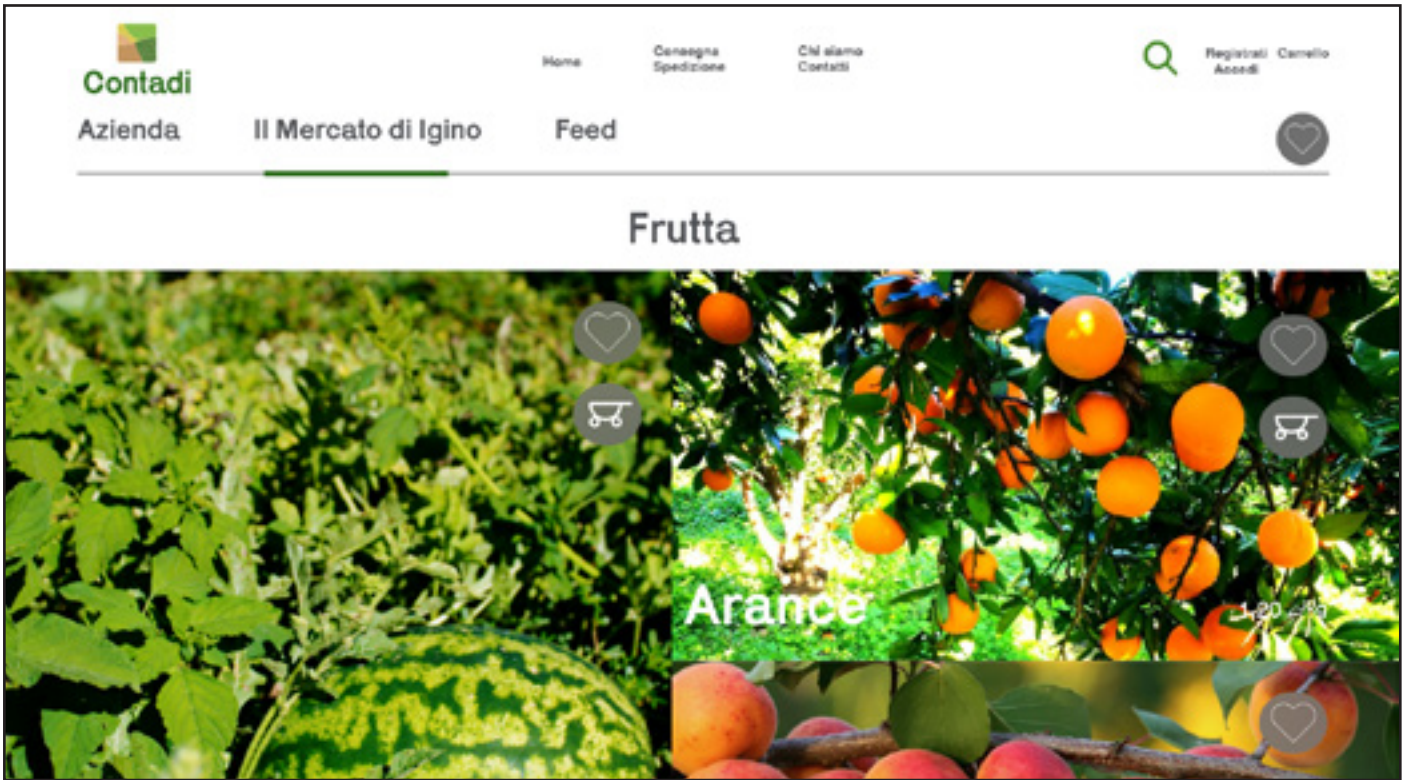 Contadi
Home
Consegna
Spedizione
Chi siamo
Contatti
Registrati
Accedi
Carrello
Azienda
Il Mercato di Igino
Feed
Frutta
Arance